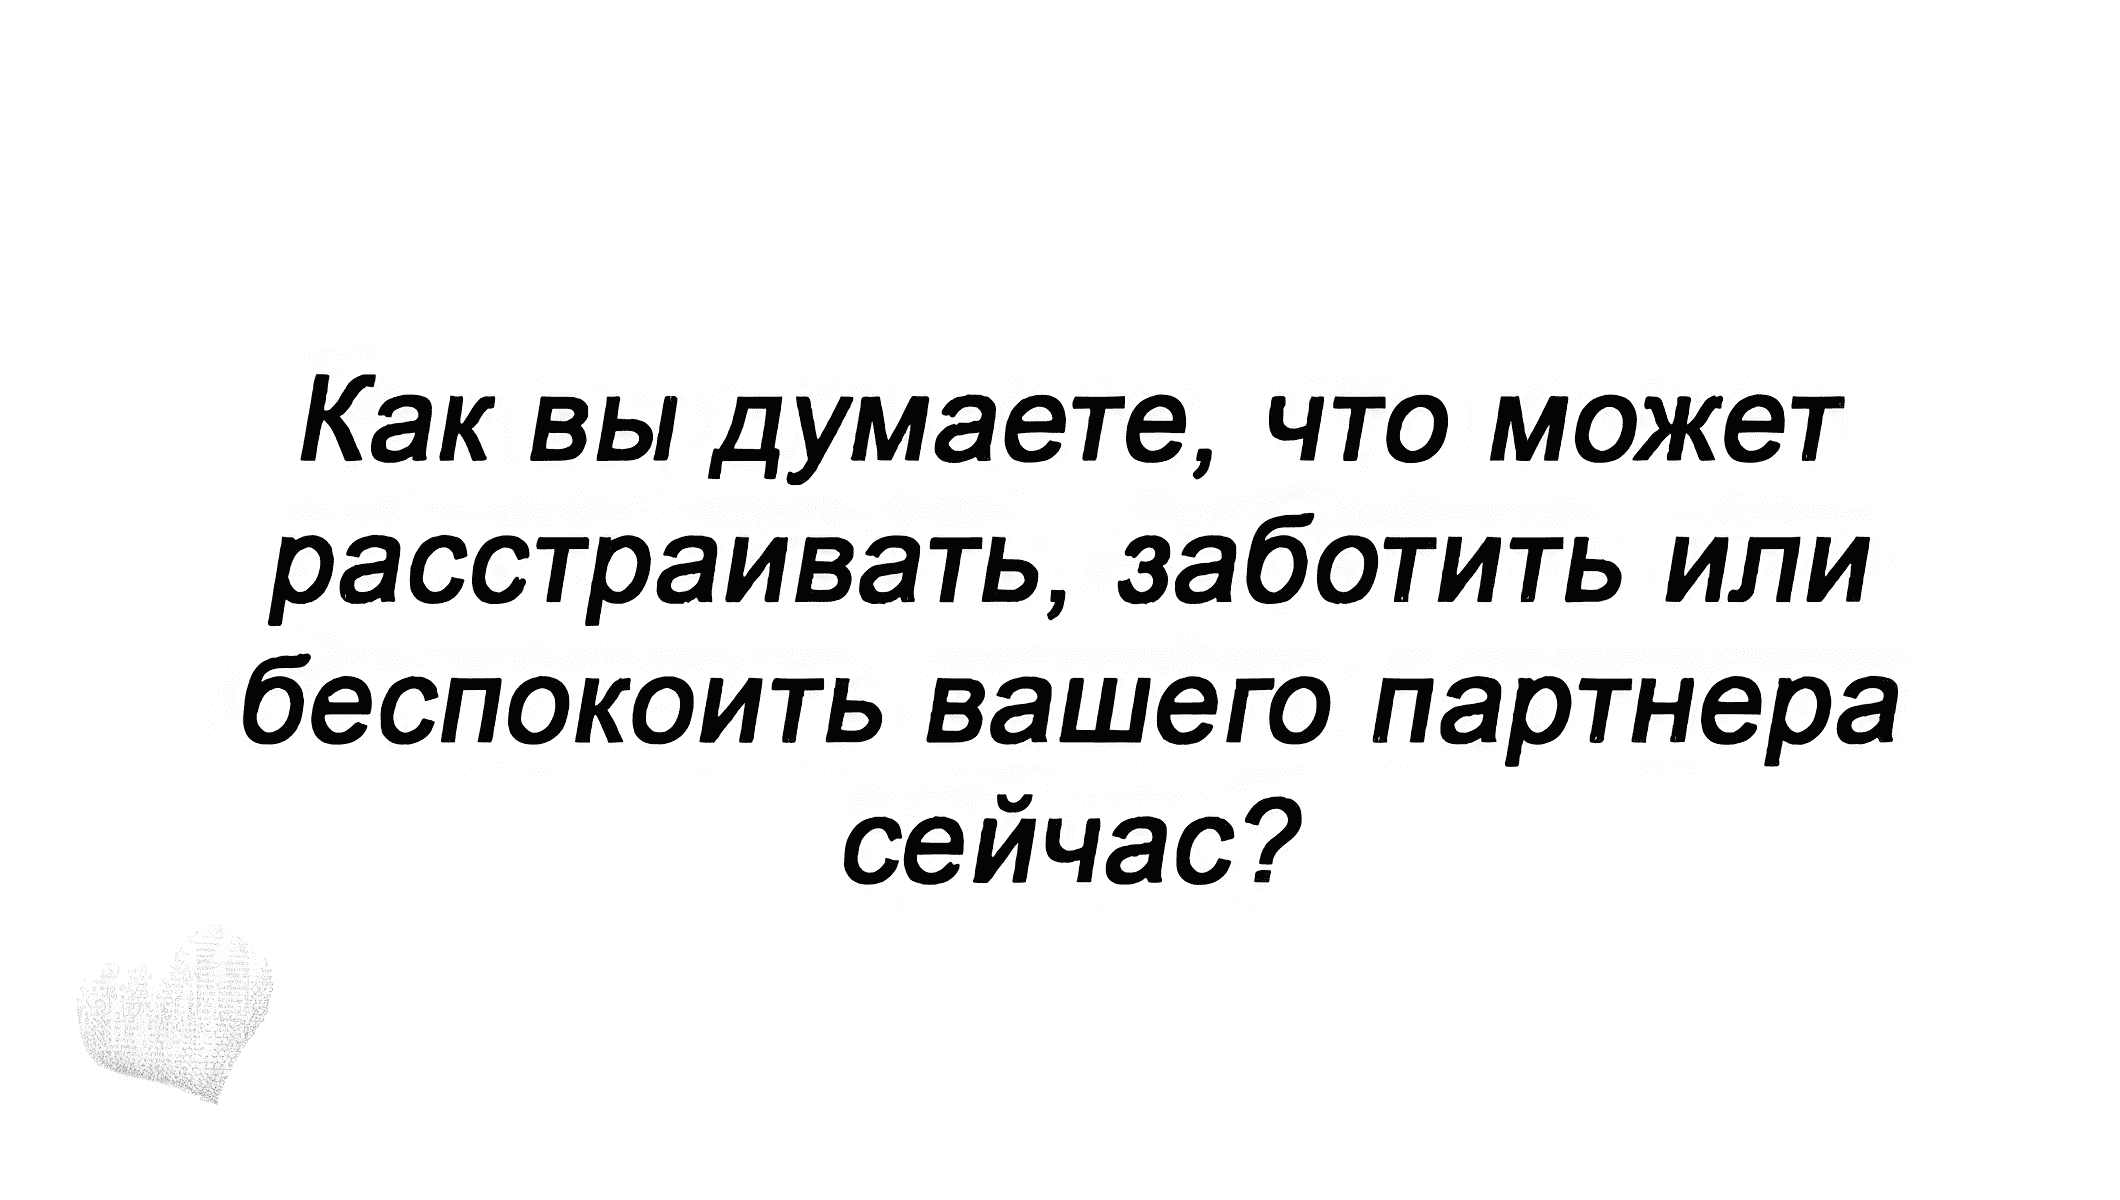 Как вы думаете, что может
расстраивать, заботить или
беспокоить вашего партнера
сейчас?